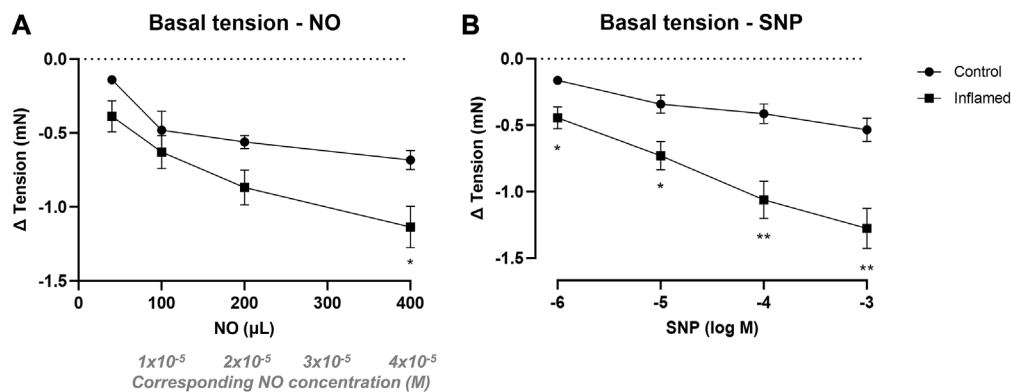 A
Basal tension - NO
Δ Tension (mN)
0.0
-0.5
-1.0
-1.5
*
0 100 200 300 400
NO (µL)
1x10⁻⁵ 2x10⁻⁵ 3x10⁻⁵ 4x10⁻⁵
Corresponding NO concentration (M)
B
Basal tension - SNP
Δ Tension (mN)
0.0
-0.5
-1.0
-1.5
*
*
**
**
-6 -5 -4 -3
SNP (log M)
Control
Inflamed